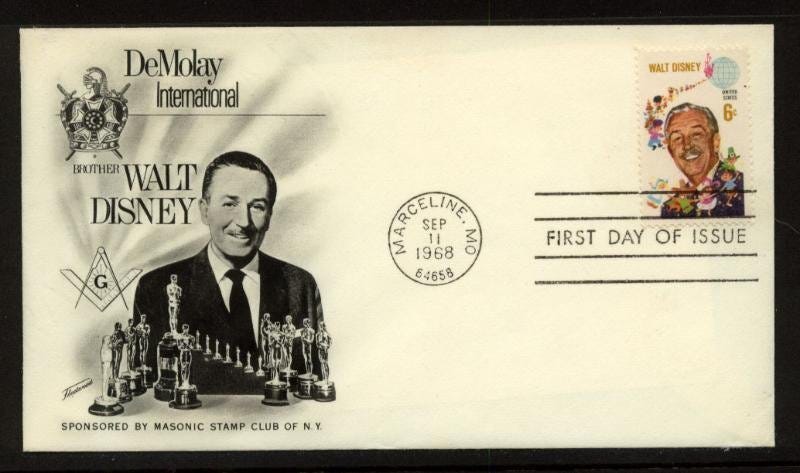 DeMolay
International
BROTHER WALT
DISNEY
G
Fleetwood
SPONSORED BY MASONIC STAMP CLUB OF N.Y.
MARCELINE, MO
SEP
11
1968
64658
WALT DISNEY
UNITED
STATES
6c
FIRST DAY OF ISSUE